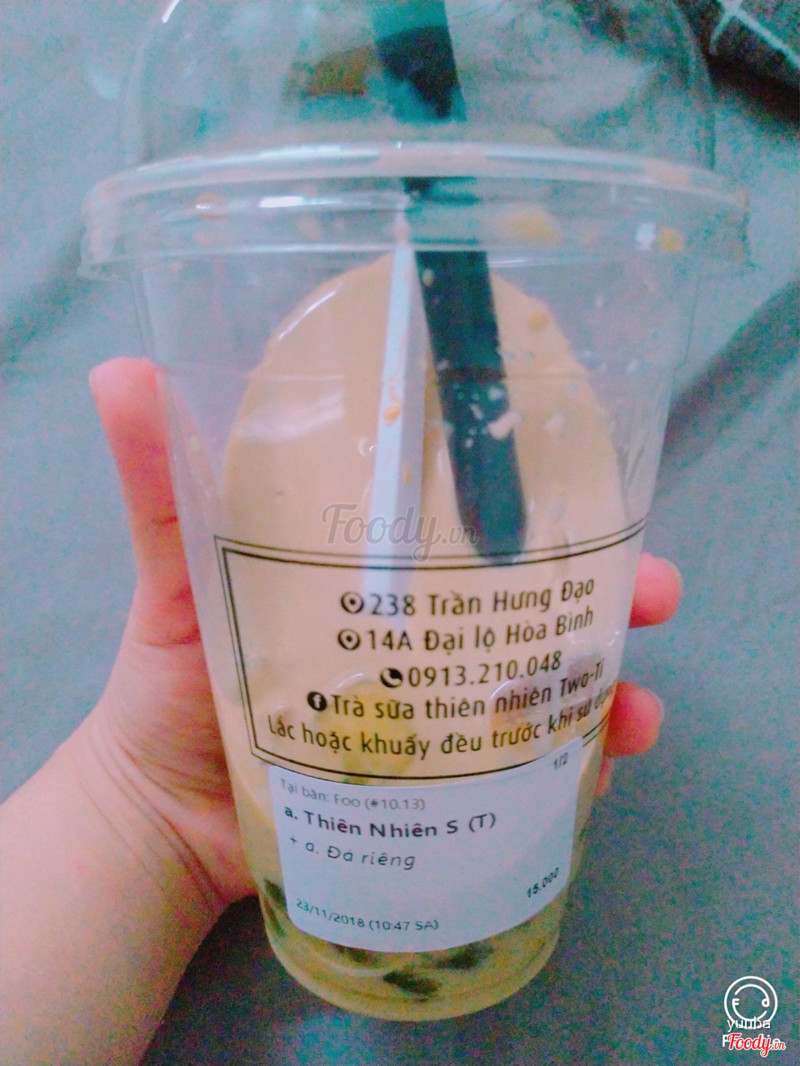 Foody.vn
238 Trần Hưng Đạo
14A Đại lộ Hòa Bình
0913.210.048
Trà sữa thiên nhiên Two-Ti
Lắc hoặc khuấy đều trước khi sử
1/2
Tại bàn: Foo (#10.13)
a. Thiên Nhiên S (T)
+ a. Đá riêng
15.000
23/11/2018 (10:47 SA)
yuuba
Foody.vn